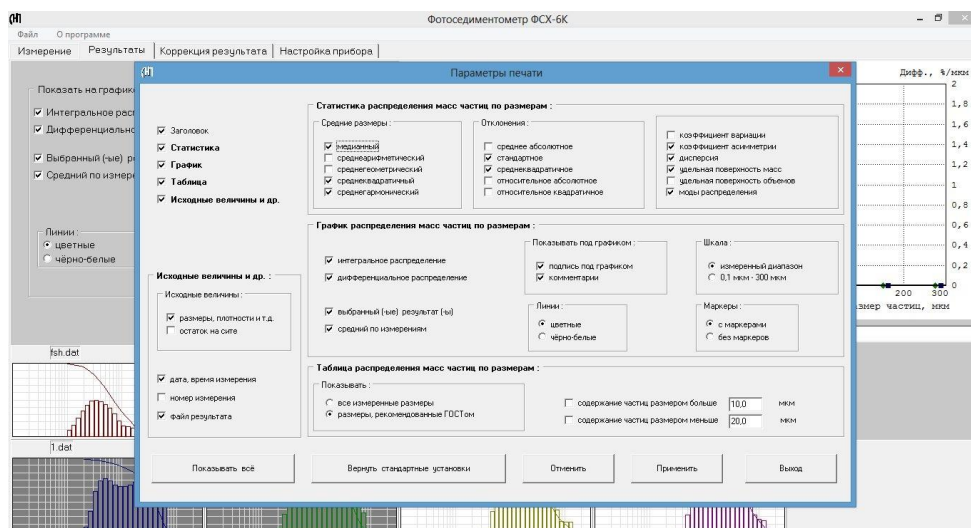 Фотоседиментометр ФСХ-6К
Файл О программе
Измерение Результаты Коррекция результата Настройка прибора
Параметры печати
Показать на график
Интегральное рас
Дифференциально
Выбранный (-ые) р
Средний по измере
Линии :
цветные
чёрно-белые
Дифф., %/мкм
2
1,8
1,6
1,4
1,2
1
0,8
0,6
0,4
0,2
0
200 300
змер частиц, мкм
fsh.dat
1.dat
Заголовок
Статистика
График
Таблица
Исходные величины и др.
Исходные величины и др. :
Исходные величины :
размеры, плотности и т.д.
остаток на сите
дата, время измерения
номер измерения
файл результата
Статистика распределения масс частиц по размерам :
Средние размеры :
медианный
среднеарифметический
среднегеометрический
среднеквадратичный
среднегармонический
Отклонения :
среднее абсолютное
стандартное
среднеквадратичное
относительное абсолютное
относительное квадратичное
коэффициент вариации
коэффициент асимметрии
дисперсия
удельная поверхность масс
удельная поверхность объемов
моды распределения
График распределения масс частиц по размерам :
интегральное распределение
дифференциальное распределение
выбранный (-ые) результат (-ы)
средний по измерениям
Показывать под графиком :
подпись под графиком
комментарии
Шкала :
измеренный диапазон
0,1 мкм - 300 мкм
Линии :
цветные
чёрно-белые
Маркеры :
с маркерами
без маркеров
Таблица распределения масс частиц по размерам :
Показывать :
все измеренные размеры
размеры, рекомендованные ГОСТом
содержание частиц размером больше 10,0 мкм
содержание частиц размером меньше 20,0 мкм
Показывать всё Вернуть стандартные установки Отменить Применить Выход